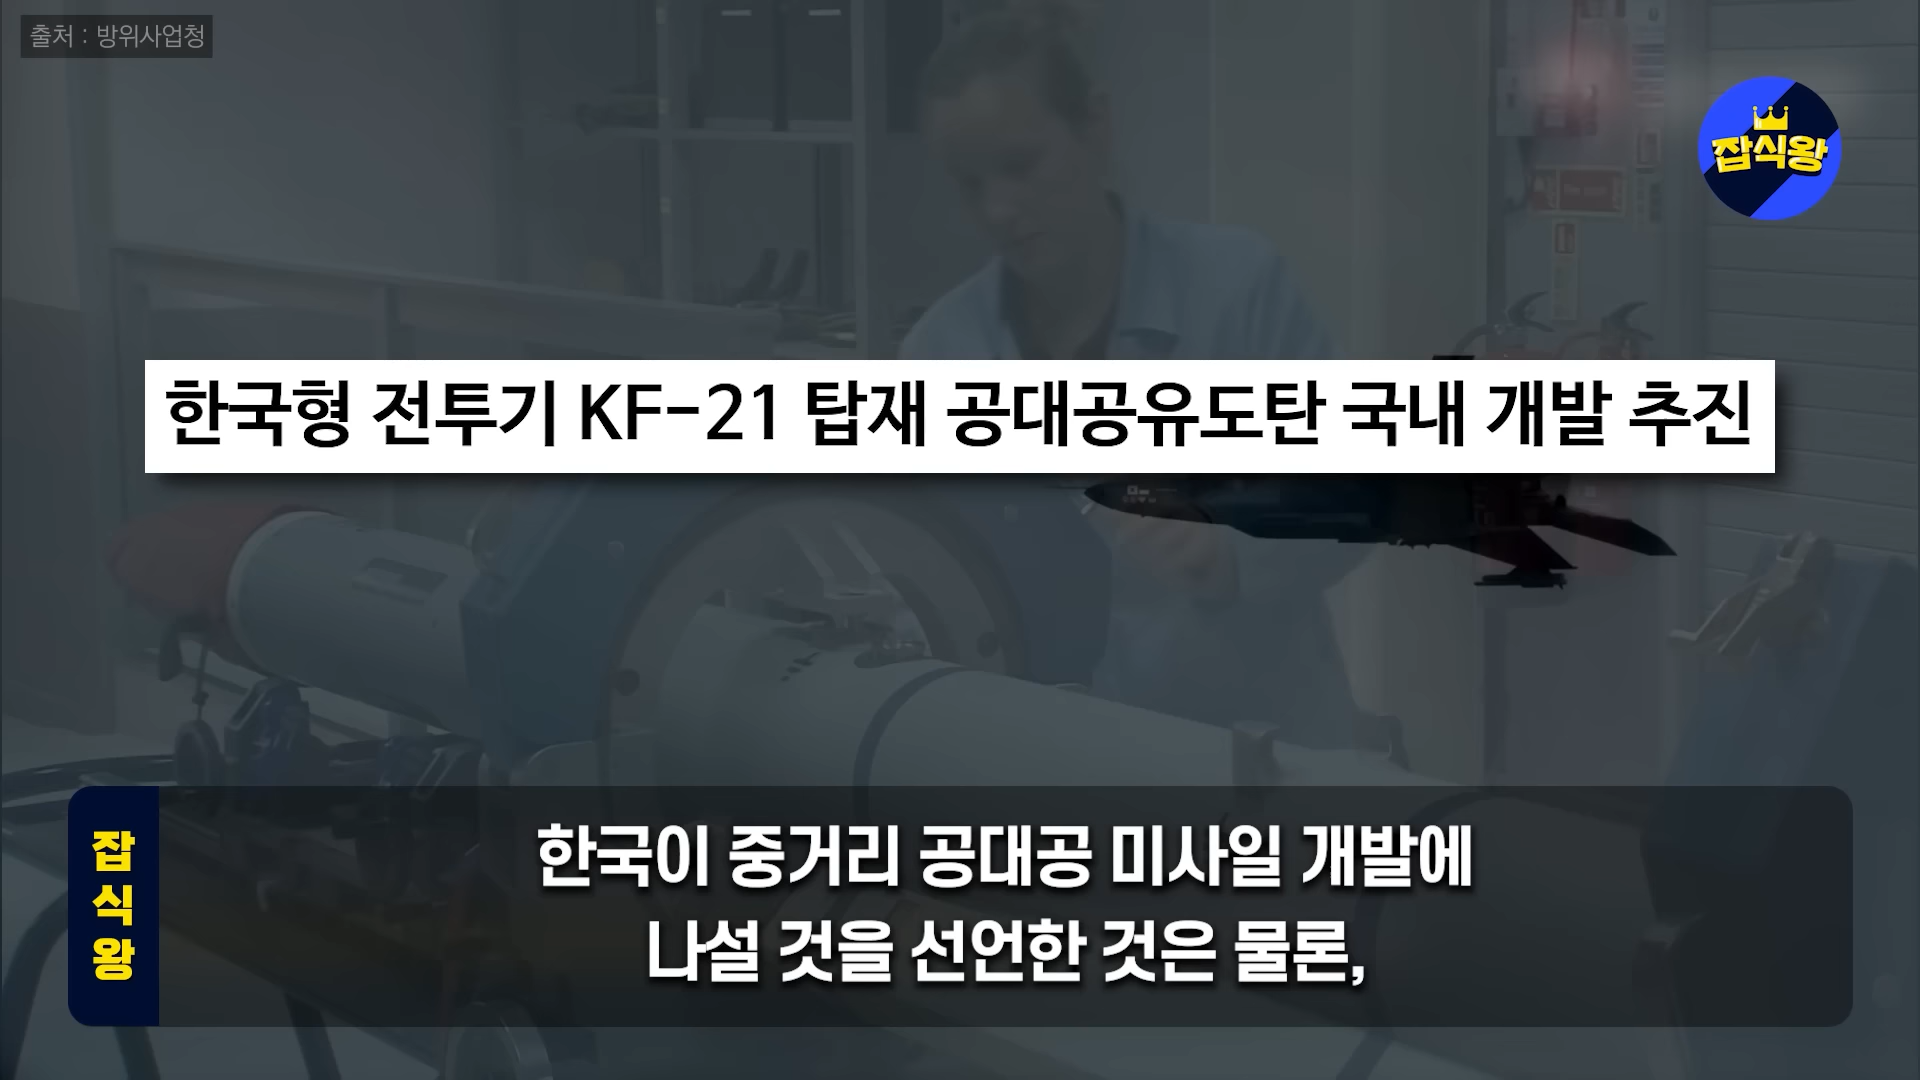 출처 : 방위사업청
잡식왕
한국형 전투기 KF-21 탑재 공대공유도탄 국내 개발 추진
잡식왕
한국이 중거리 공대공 미사일 개발에
나설 것을 선언한 것은 물론,